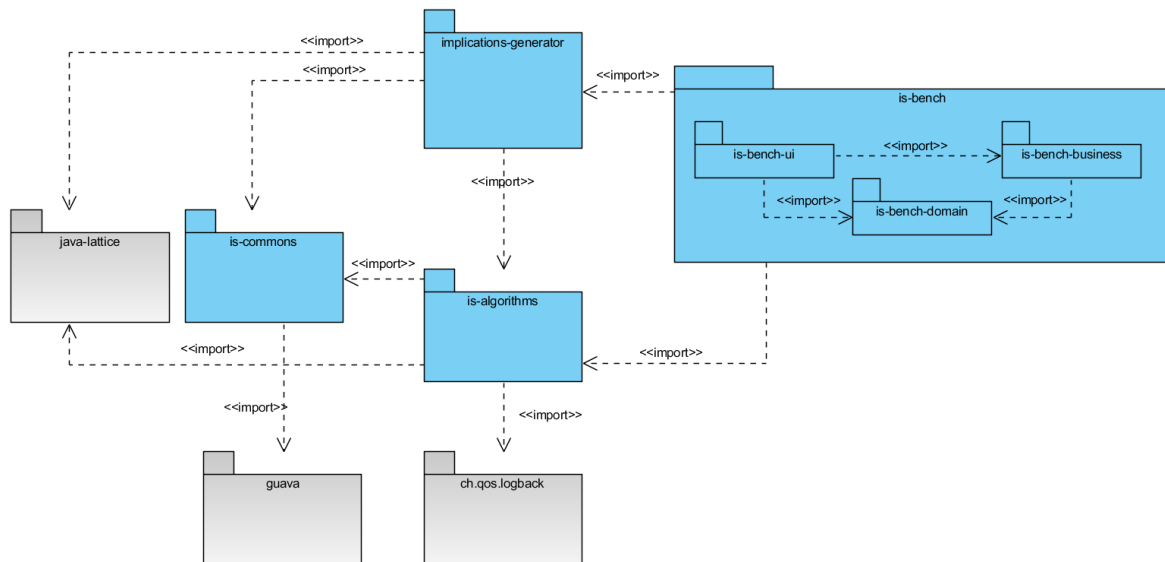 <<import>>
implications-generator
<<import>>
<<import>>
is-bench
<<import>>
is-bench-ui
is-bench-business
<<import>>
<<import>>
<<import>>
is-bench-domain
<<import>>
java-lattice
is-commons
<<import>>
is-algorithms
<<import>>
<<import>>
<<import>>
<<import>>
guava
ch.qos.logback